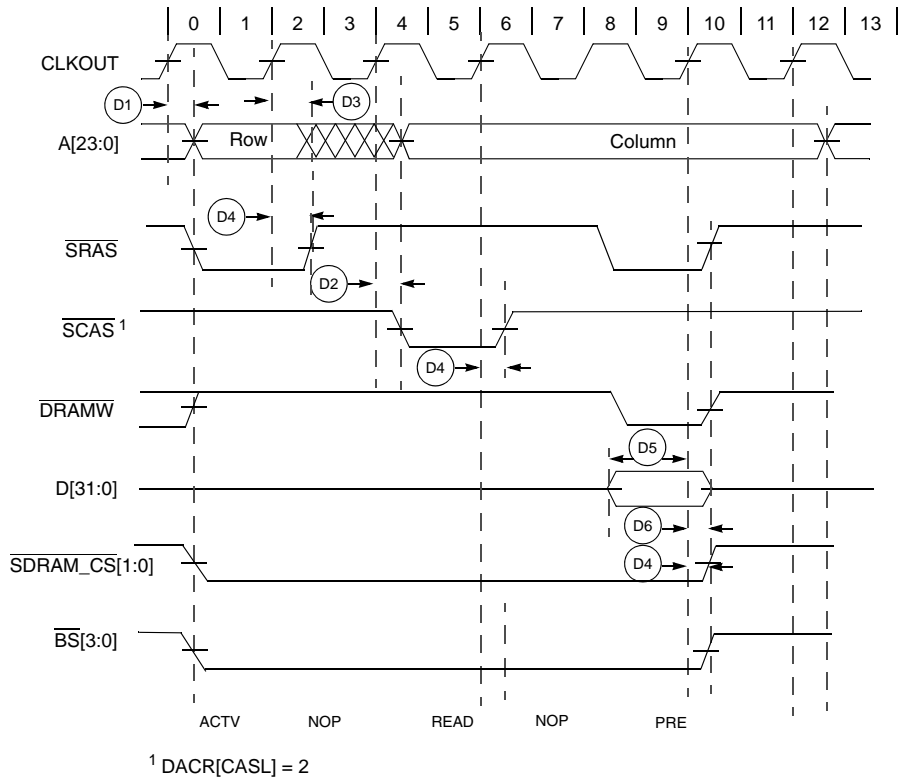 0 1 2 3 4 5 6 7 8 9 10 11 12 13
CLKOUT
D1
D3
A[23:0]
Row
Column
D4
SRAS
D2
SCAS 1
D4
DRAMW
D5
D[31:0]
D6
SDRAM_CS[1:0]
D4
BS[3:0]
ACTV NOP READ NOP PRE
1 DACR[CASL] = 2